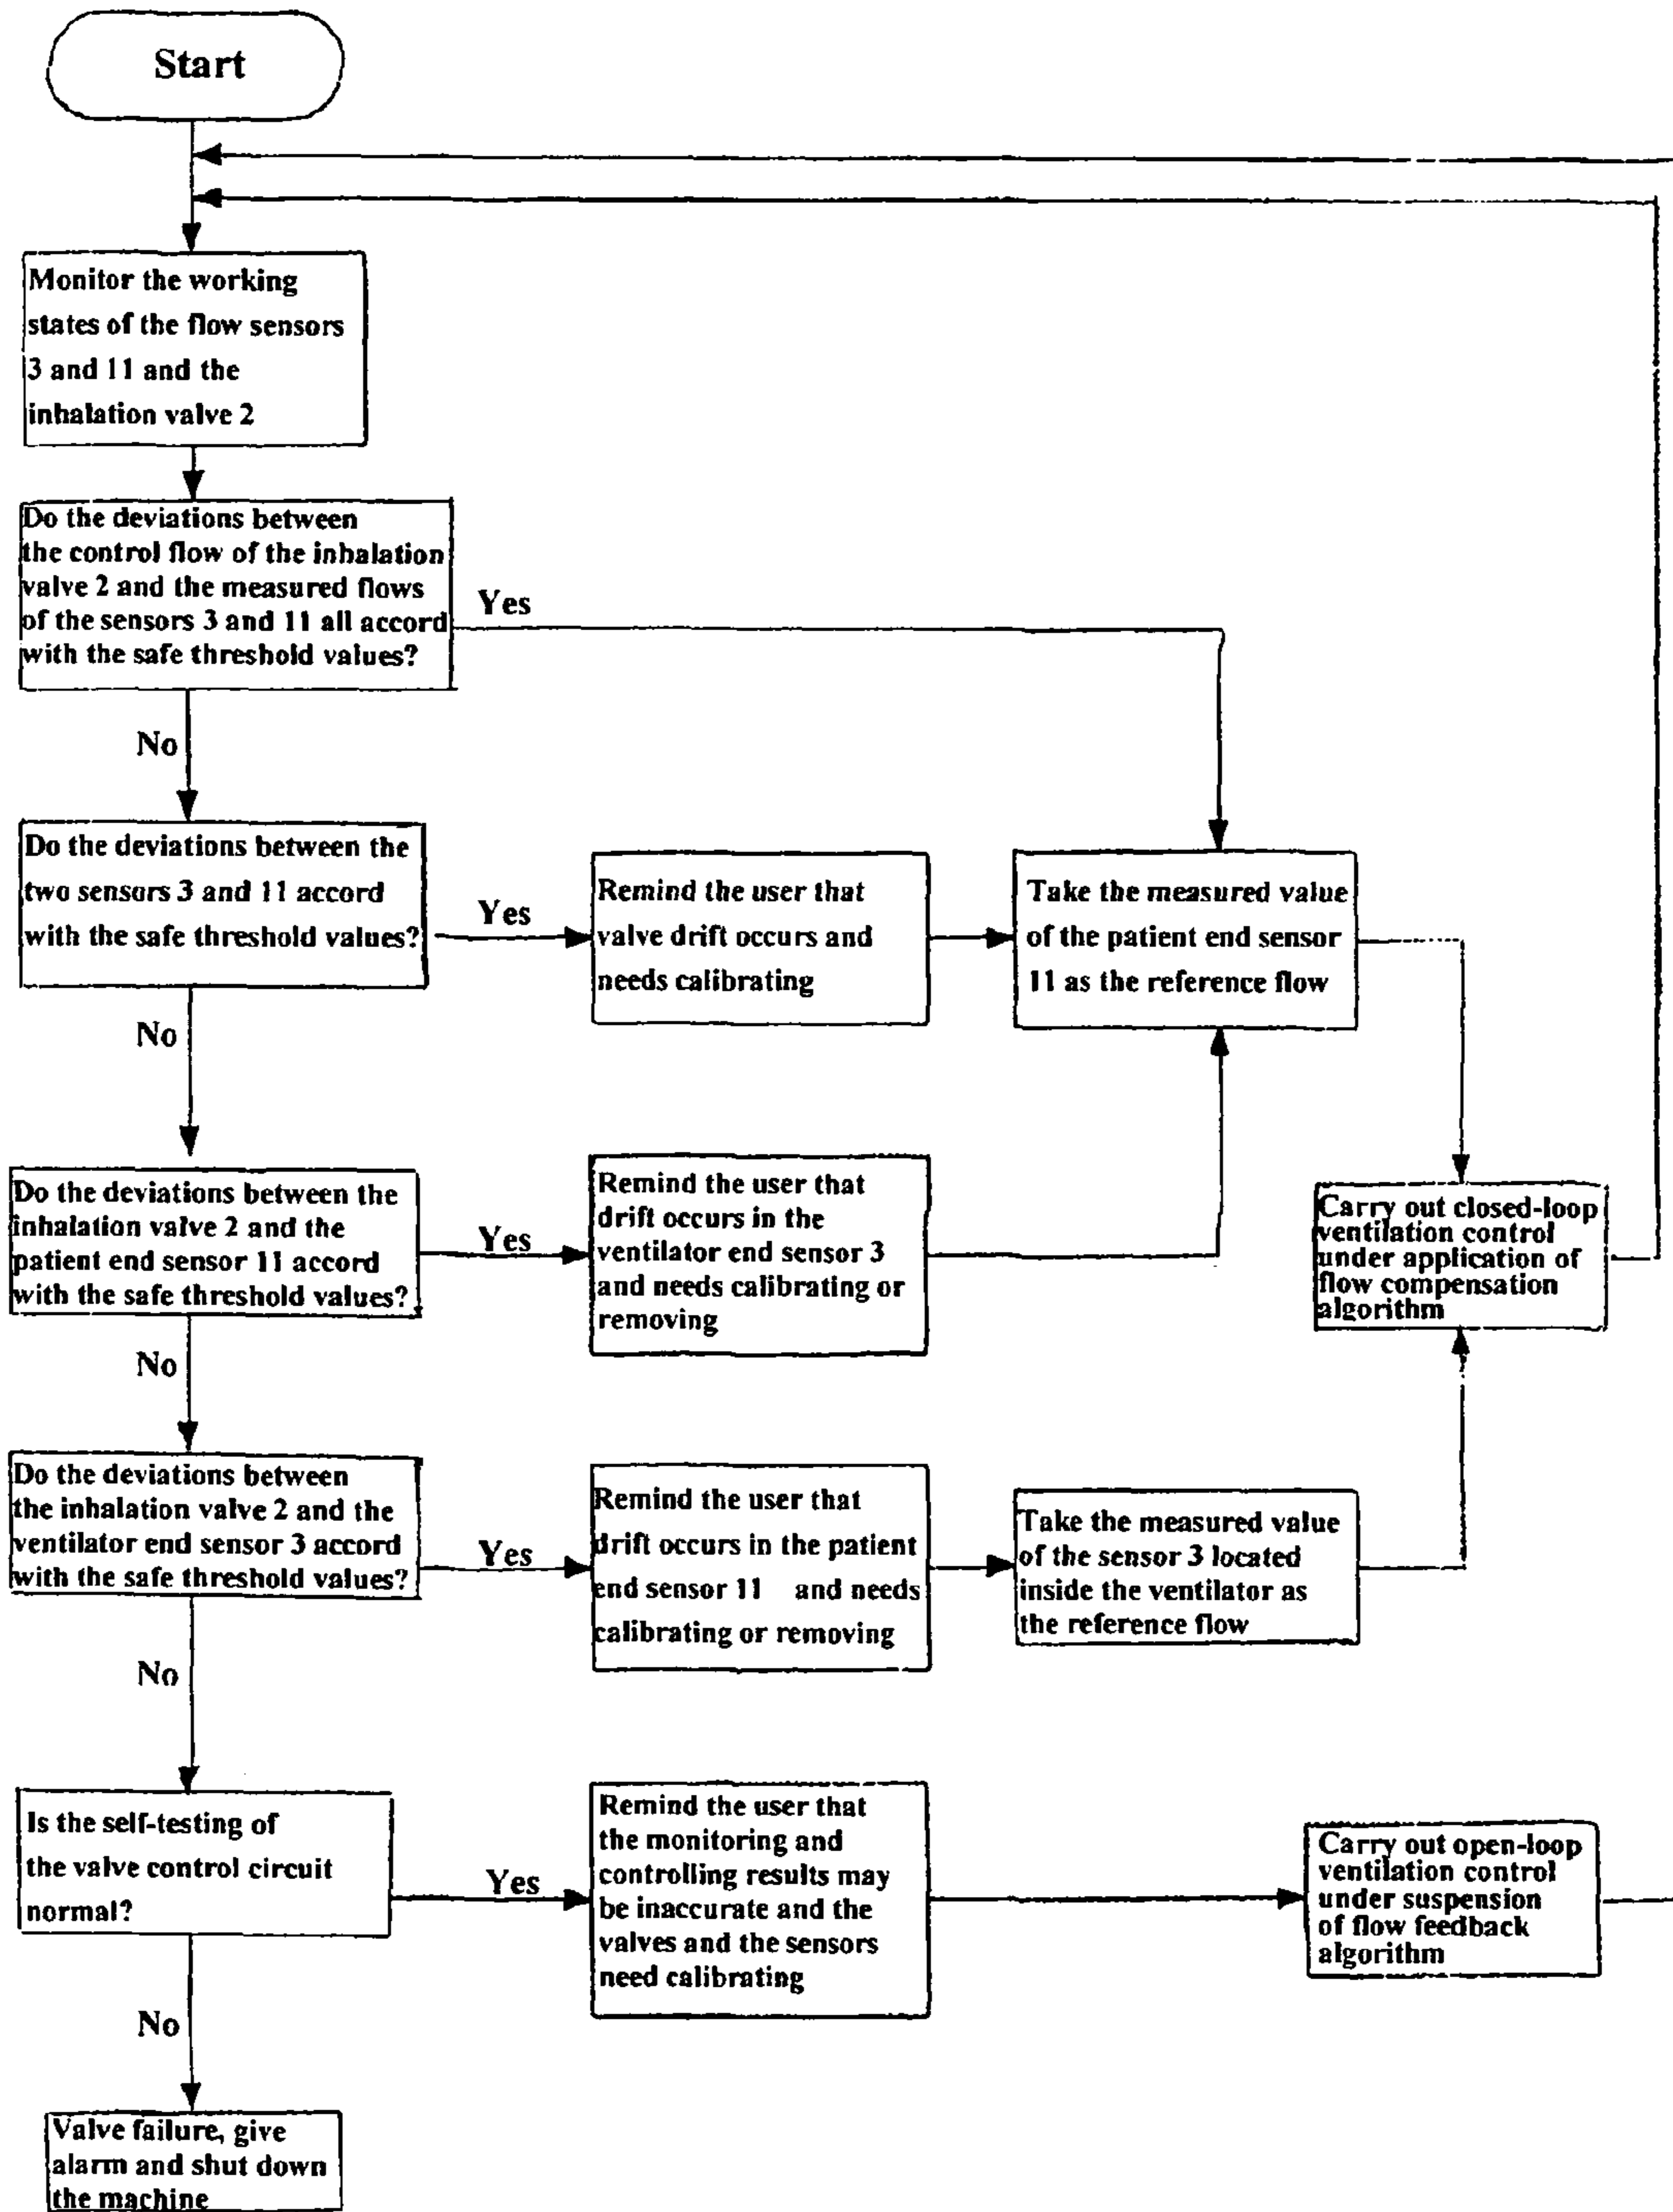 Start
Monitor the working
states of the flow sensors
3 and 11 and the
inhalation valve 2
Do the deviations between
the control flow of the inhalation
valve 2 and the measured flows
of the sensors 3 and 11 all accord
with the safe threshold values?
Yes
No
Do the deviations between the
two sensors 3 and 11 accord
with the safe threshold values?
Yes
Remind the user that
valve drift occurs and
needs calibrating
Take the measured value
of the patient end sensor
11 as the reference flow
No
Do the deviations between the
inhalation valve 2 and the
patient end sensor 11 accord
with the safe threshold values?
Yes
Remind the user that
drift occurs in the
ventilator end sensor 3
and needs calibrating or
removing
Carry out closed-loop
ventilation control
under application of
flow compensation
algorithm
No
Do the deviations between
the inhalation valve 2 and the
ventilator end sensor 3 accord
with the safe threshold values?
Yes
Remind the user that
drift occurs in the patient
end sensor 11 and needs
calibrating or removing
Take the measured value
of the sensor 3 located
inside the ventilator as
the reference flow
No
Is the self-testing of
the valve control circuit
normal?
Yes
Remind the user that
the monitoring and
controlling results may
be inaccurate and the
valves and the sensors
need calibrating
Carry out open-loop
ventilation control
under suspension
of flow feedback
algorithm
No
Valve failure, give
alarm and shut down
the machine